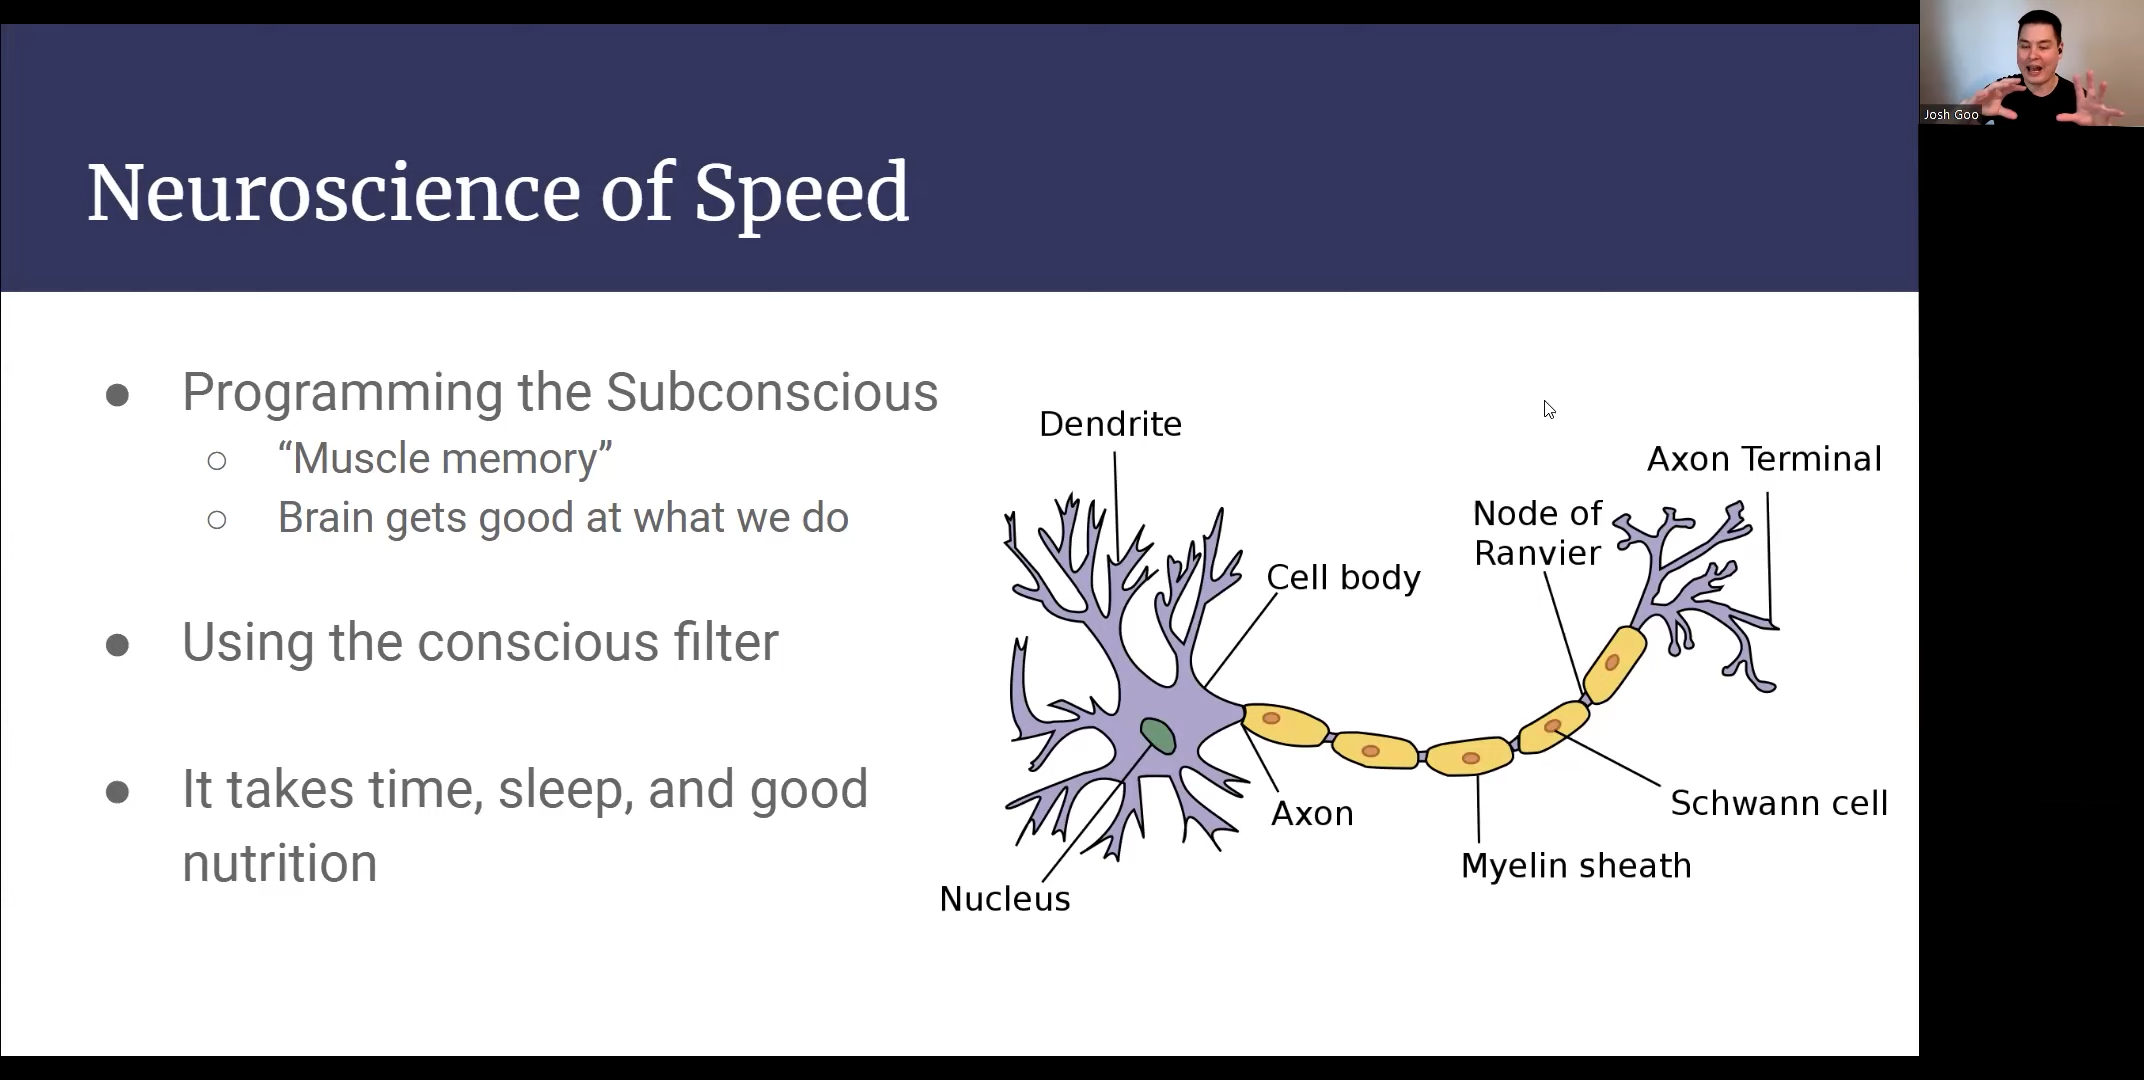 Neuroscience of Speed
Josh Goo
● Programming the Subconscious
○ “Muscle memory”
○ Brain gets good at what we do
● Using the conscious filter
● It takes time, sleep, and good
nutrition
Dendrite
Axon Terminal
Node of
Ranvier
Cell body
Axon
Schwann cell
Myelin sheath
Nucleus